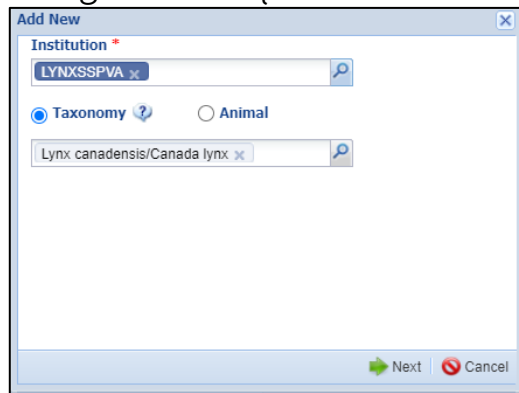 Add New
Institution *
LYNXSSPVA x
Taxonomy ? Animal
Lynx canadensis/Canada lynx x
Next Cancel